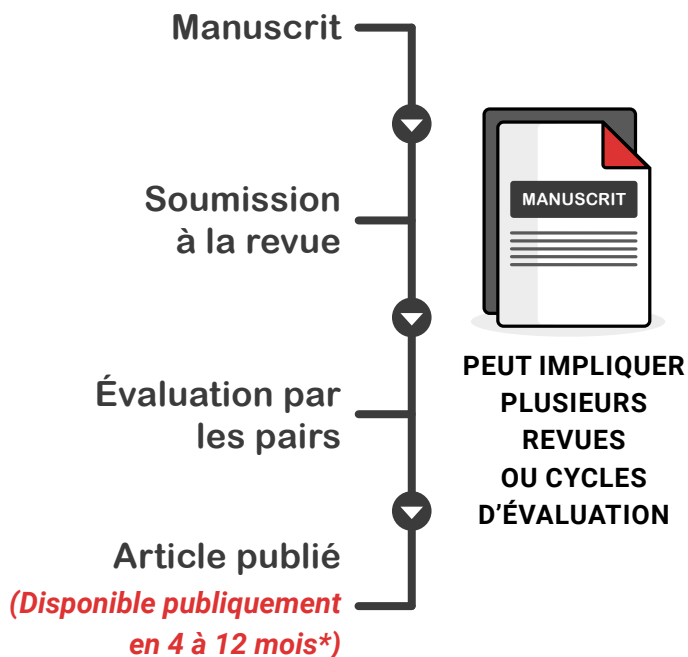 Manuscrit
Soumission
à la revue
Évaluation par
les pairs
Article publié
(Disponible publiquement
en 4 à 12 mois*)
MANUSCRIT
PEUT IMPLIQUER
PLUSIEURS
REVUES
OU CYCLES
D’ÉVALUATION